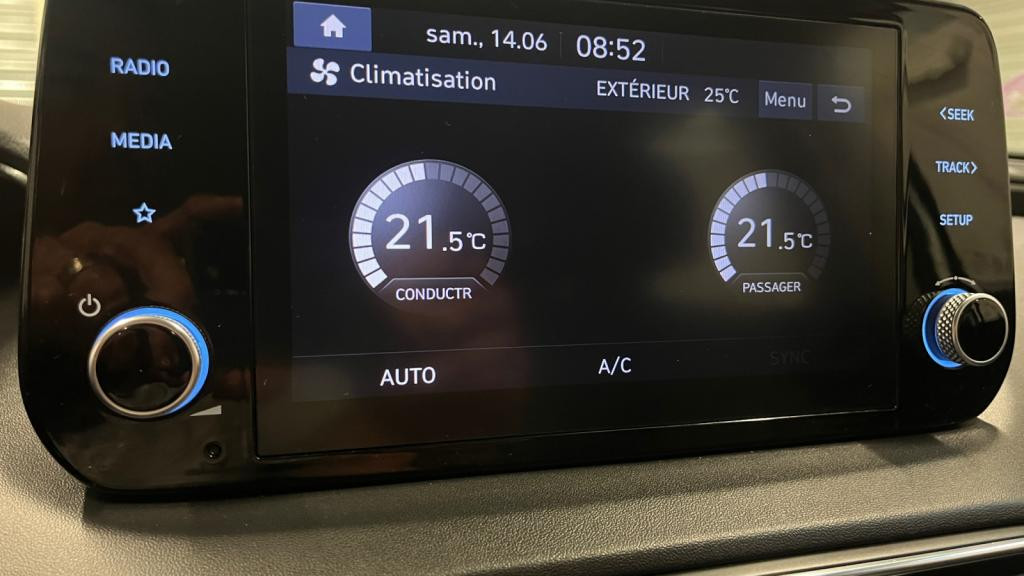 RADIO
MEDIA
sam., 14.06 08:52
Climatisation
EXTÉRIEUR 25°C Menu
21.5°C
CONDUCTR
21.5°C
PASSAGER
AUTO A/C SYNC
<SEEK
TRACK>
SETUP